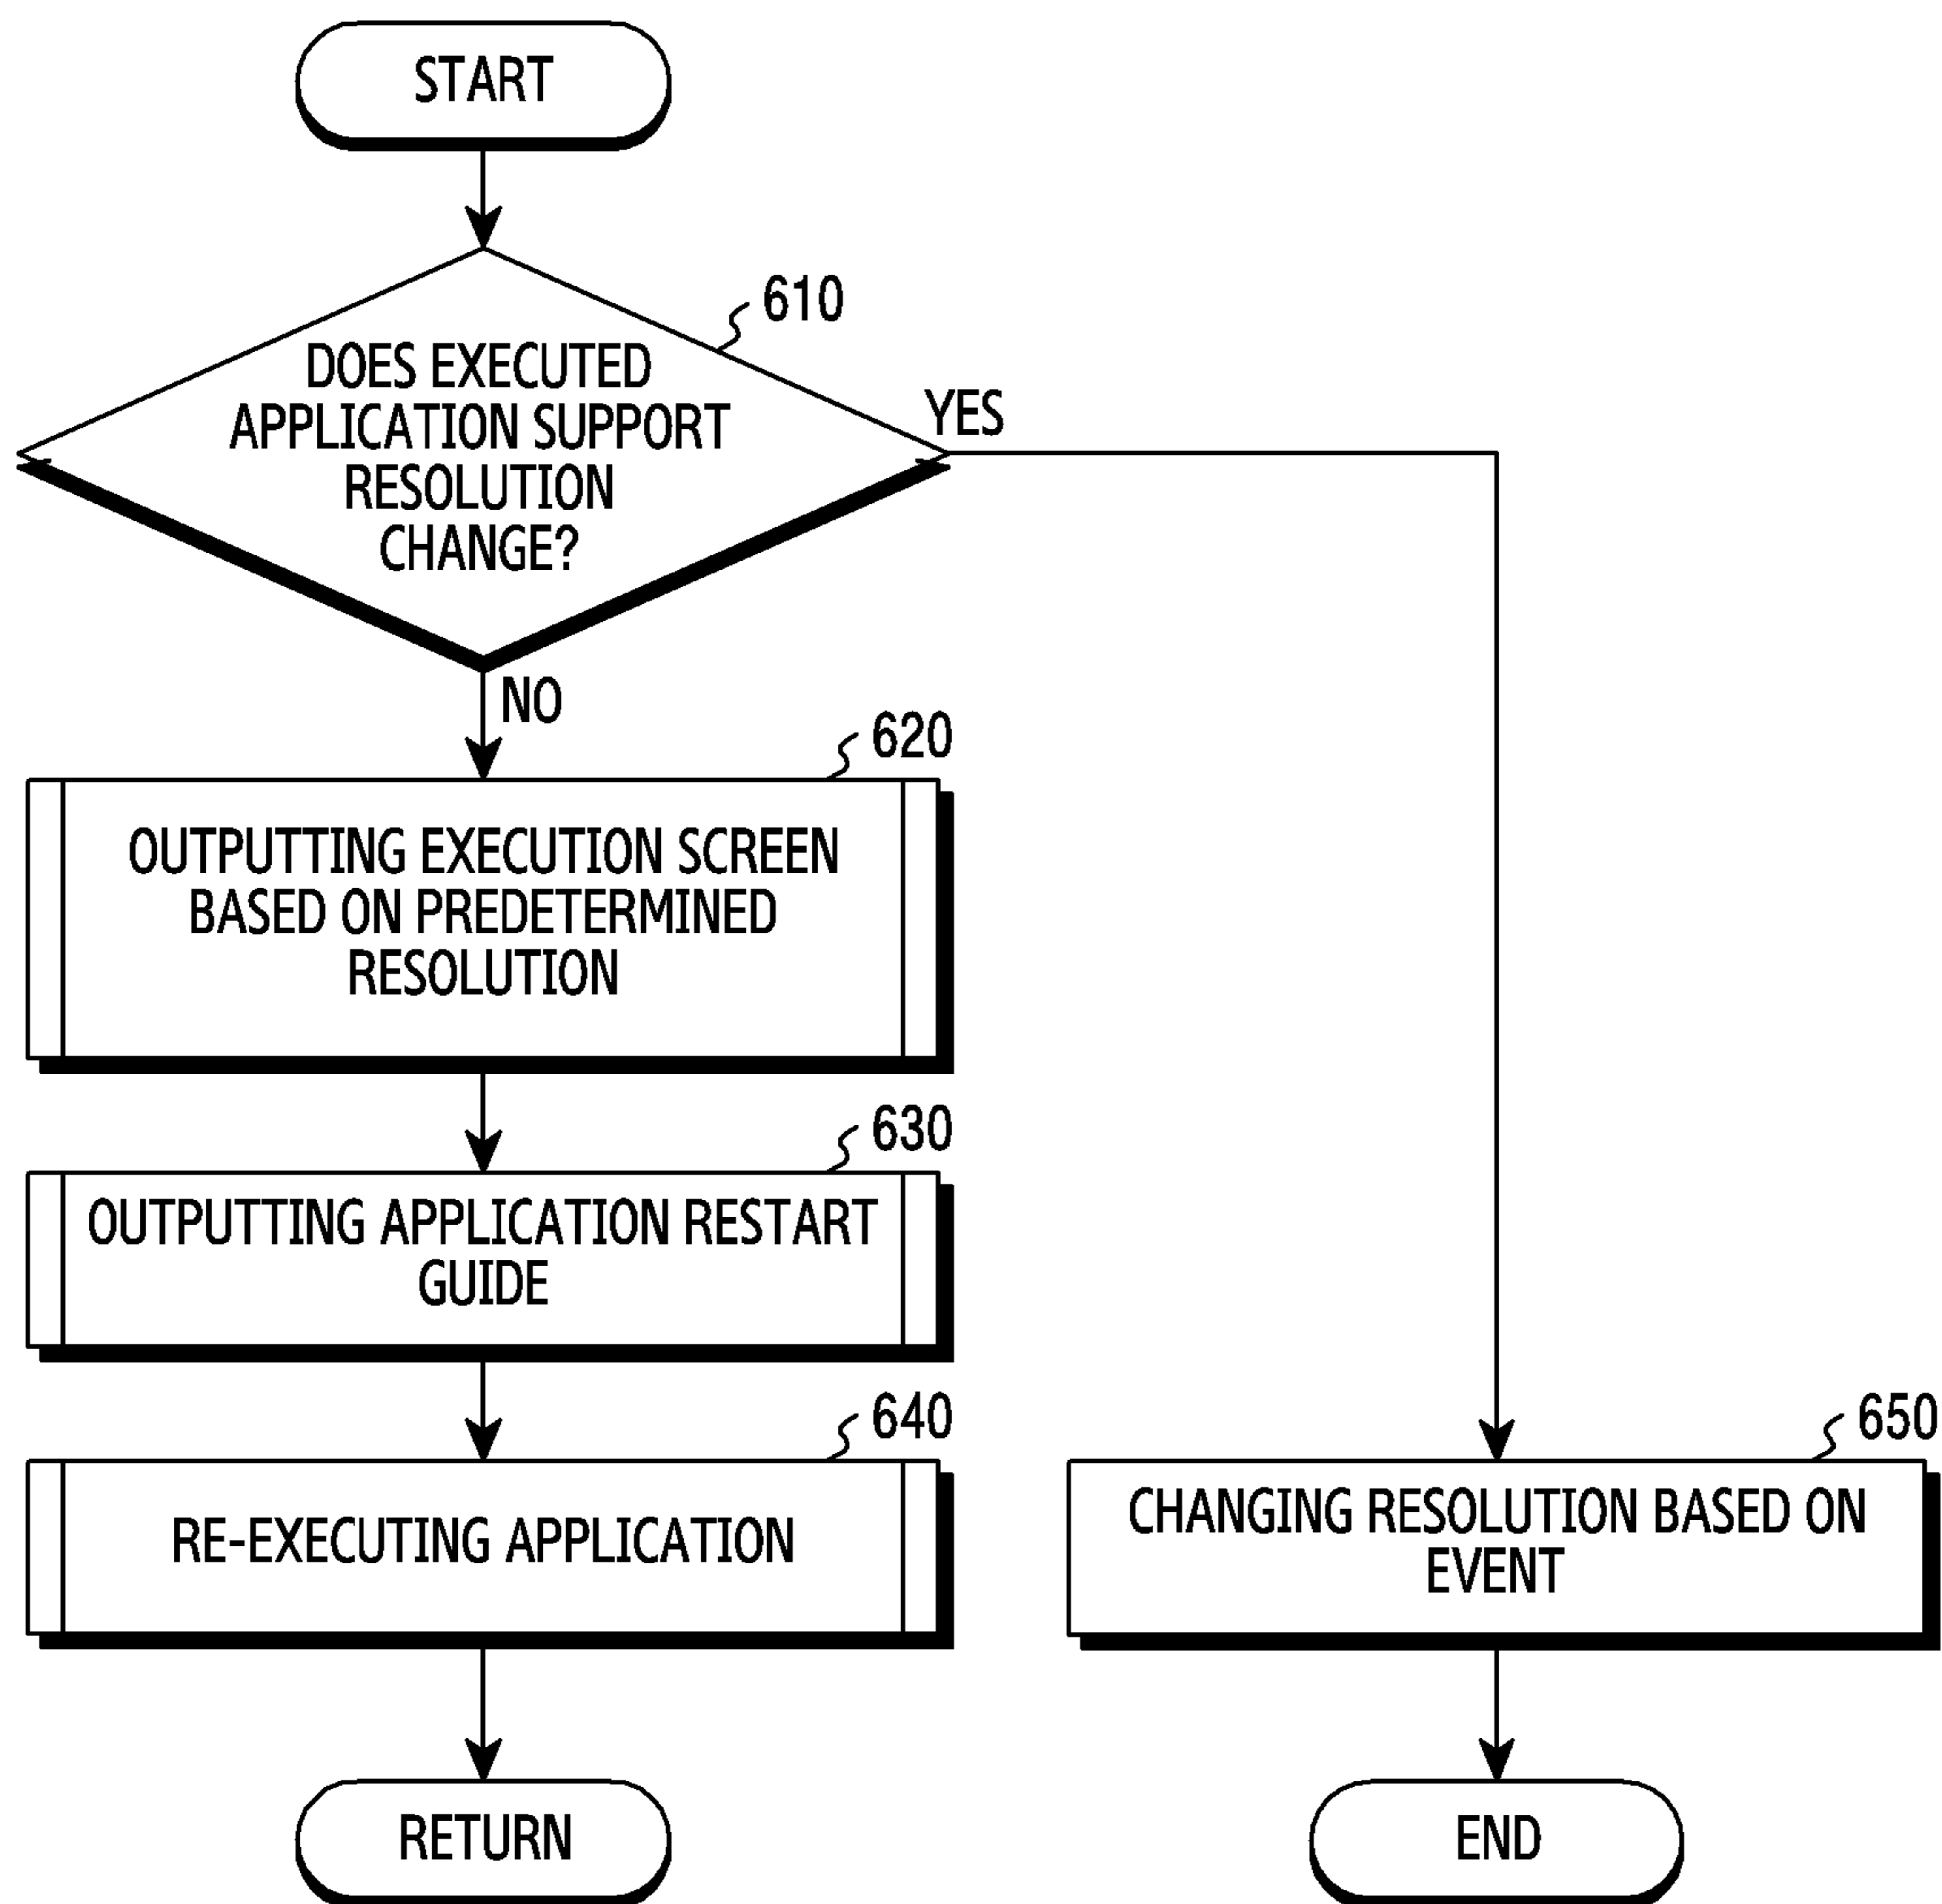 START
610
DOES EXECUTED
APPLICATION SUPPORT
RESOLUTION
CHANGE?
YES
NO
620
OUTPUTTING EXECUTION SCREEN
BASED ON PREDETERMINED
RESOLUTION
630
OUTPUTTING APPLICATION RESTART
GUIDE
640
RE-EXECUTING APPLICATION
650
CHANGING RESOLUTION BASED ON
EVENT
RETURN
END